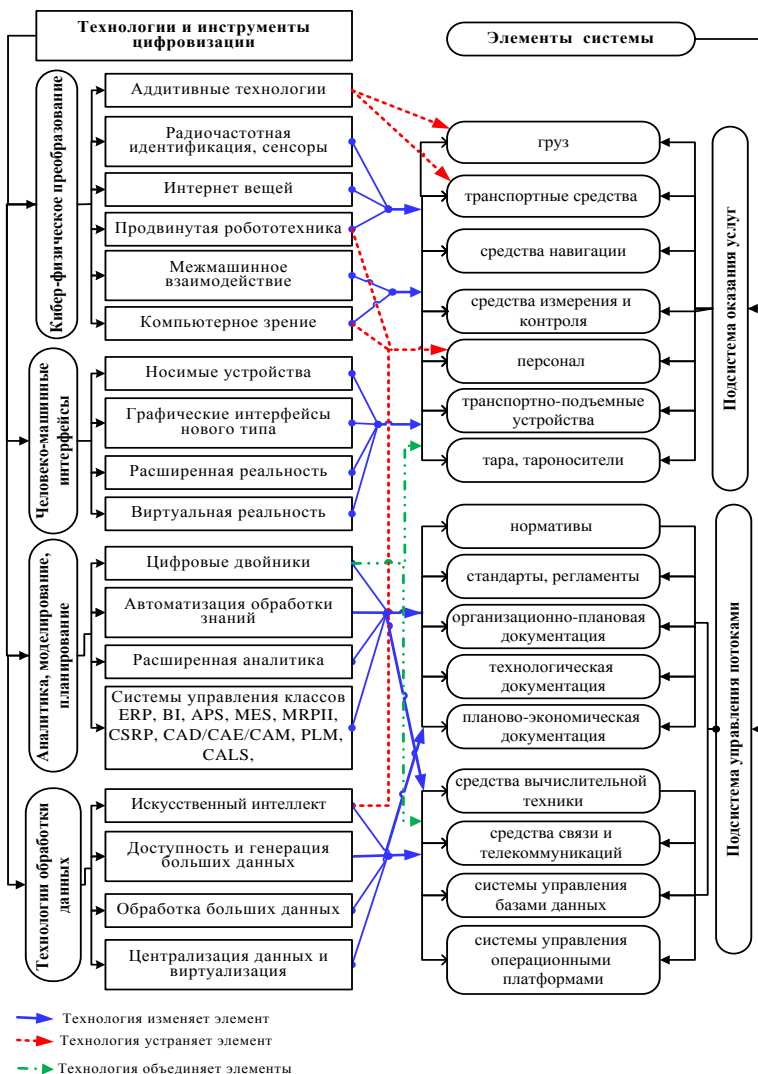 Технологии и инструменты
цифровизации
Элементы системы
Кибер-физическое преобразование
Аддитивные технологии
Радиочастотная
идентификация, сенсоры
Интернет вещей
Продвинутая робототехника
Межмашинное
взаимодействие
Компьютерное зрение
Человеко-машинные
интерфейсы
Носимые устройства
Графические интерфейсы
нового типа
Расширенная реальность
Виртуальная реальность
Аналитика, моделирование,
планирование
Цифровые двойники
Автоматизация обработки
знаний
Расширенная аналитика
Системы управления классов
ERP, BI, APS, MES, MRPII,
CSRP, CAD/CAE/CAM, PLM,
CALS,
Технологии обработки
данных
Искусственный интеллект
Доступность и генерация
больших данных
Обработка больших данных
Централизация данных и
виртуализация
груз
транспортные средства
средства навигации
средства измерения и
контроля
персонал
транспортно-подъемные
устройства
тара, тароносители
Подсистема оказания услуг
нормативы
стандарты, регламенты
организационно-плановая
документация
технологическая
документация
планово-экономическая
документация
средства вычислительной
техники
средства связи и
телекоммуникаций
системы управления
базами данных
системы управления
операционными
платформами
Подсистема управления потоками
Технология изменяет элемент
Технология устраняет элемент
Технология объединяет элементы